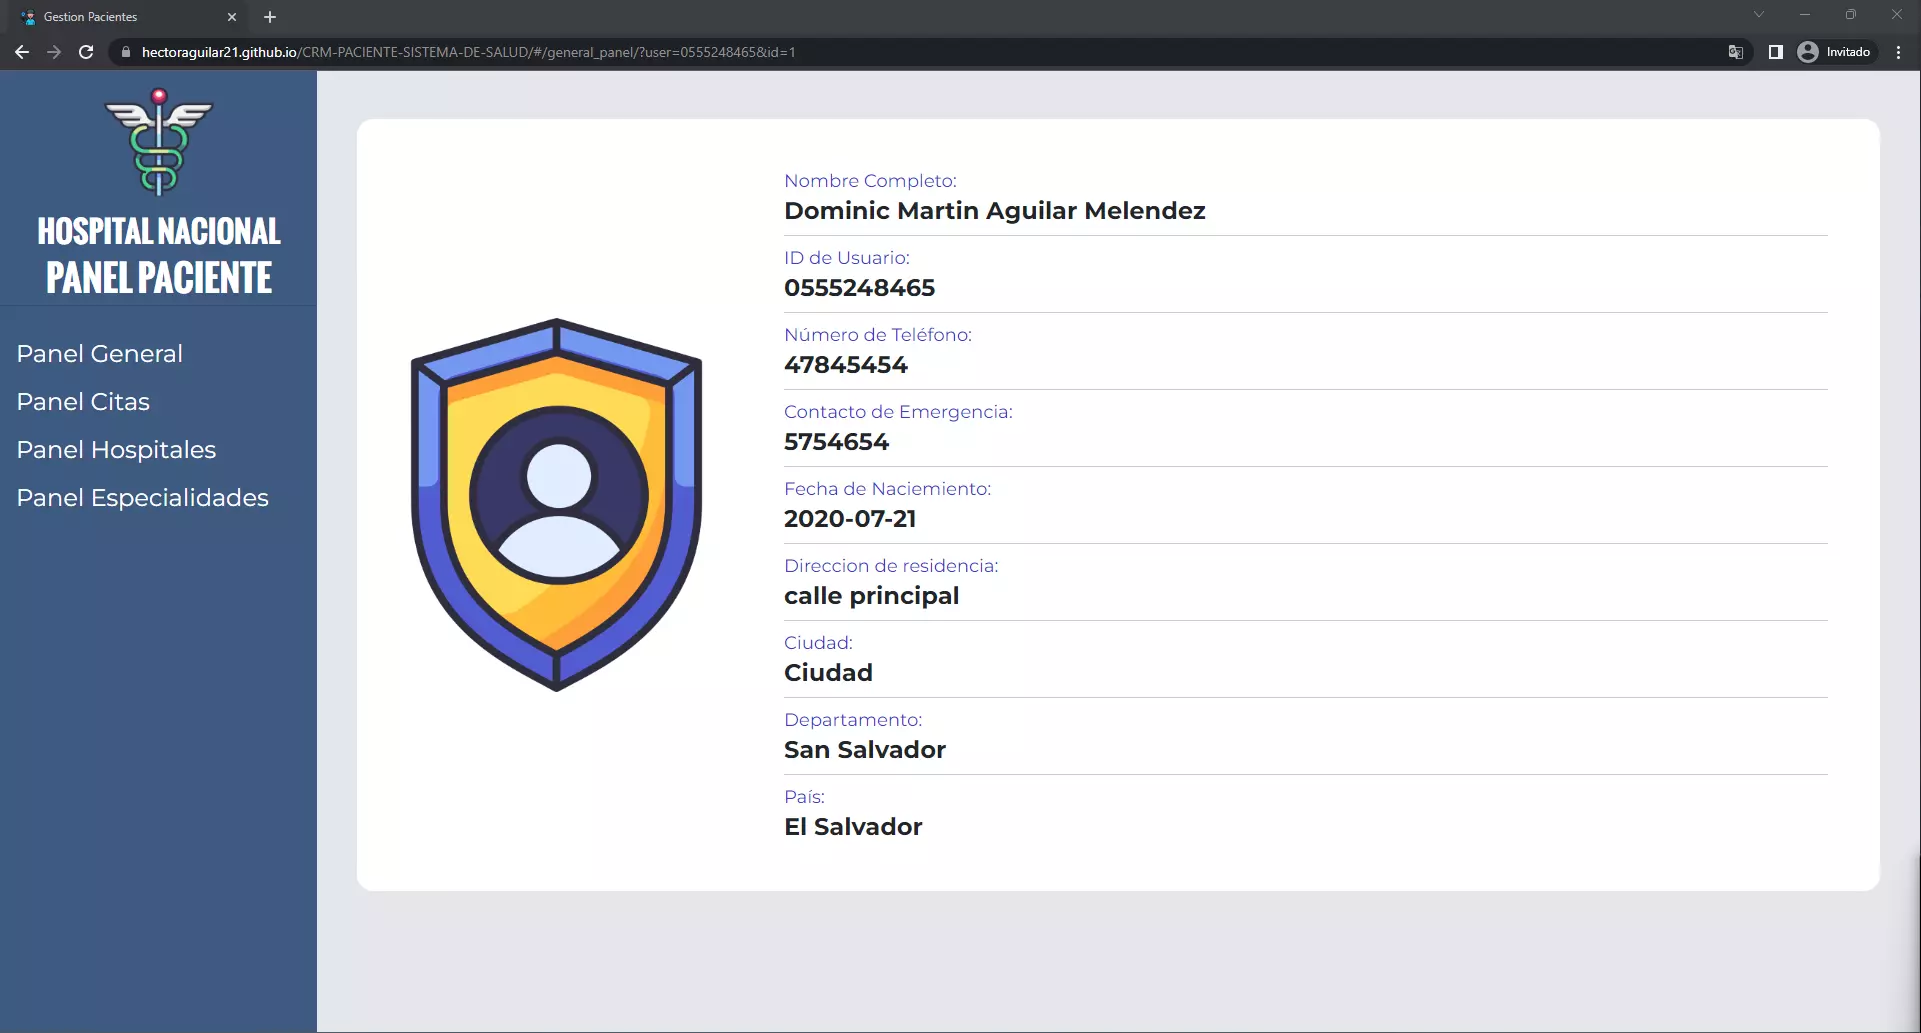 Gestion Pacientes
hectoraguilar21.github.io/CRM-PACIENTE-SISTEMA-DE-SALUD/#/general_panel/?user=0555248465&id=1
Invitado
HOSPITAL NACIONAL
PANEL PACIENTE
Panel General
Panel Citas
Panel Hospitales
Panel Especialidades
Nombre Completo:
Dominic Martin Aguilar Melendez
ID de Usuario:
0555248465
Número de Teléfono:
47845454
Contacto de Emergencia:
5754654
Fecha de Naciemiento:
2020-07-21
Direccion de residencia:
calle principal
Ciudad:
Ciudad
Departamento:
San Salvador
País:
El Salvador